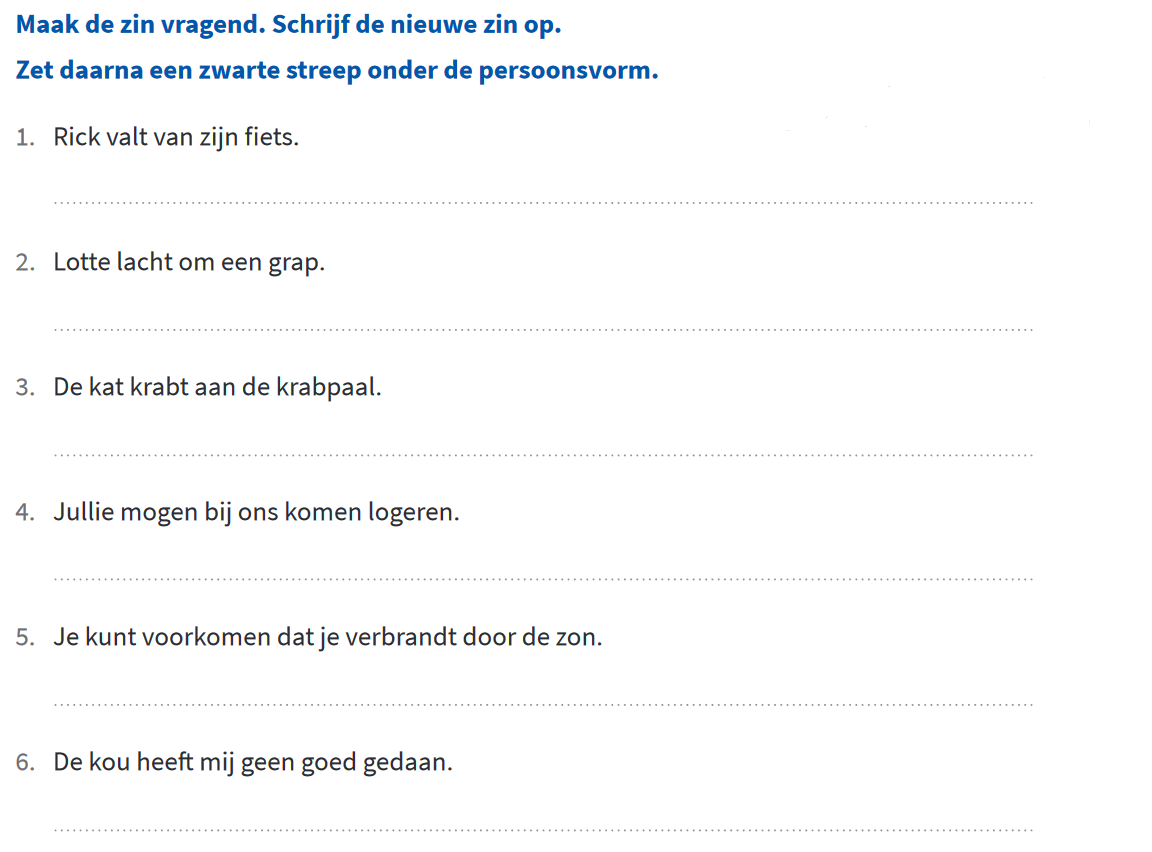 Maak de zin vragend. Schrijf de nieuwe zin op.
Zet daarna een zwarte streep onder de persoonsvorm.
1. Rick valt van zijn fiets.
2. Lotte lacht om een grap.
3. De kat krabt aan de krabpaal.
4. Jullie mogen bij ons komen logeren.
5. Je kunt voorkomen dat je verbrandt door de zon.
6. De kou heeft mij geen goed gedaan.